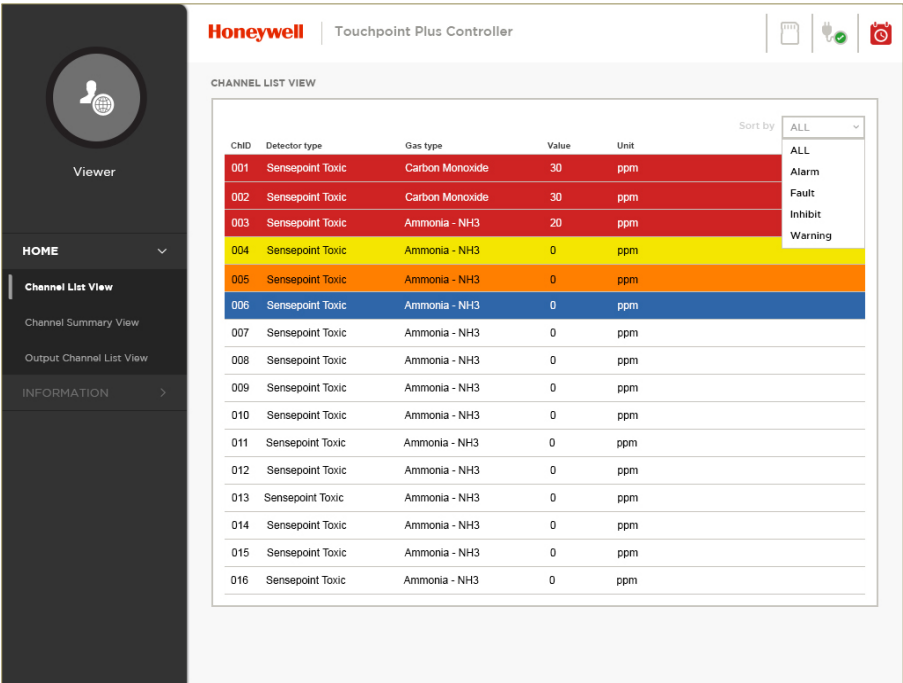 Honeywell Touchpoint Plus Controller
Viewer
HOME
Channel List View
Channel Summary View
Output Channel List View
INFORMATION
CHANNEL LIST VIEW
Sort by ALL
ALL
Alarm
Fault
Inhibit
Warning
ChID Detector type Gas type Value Unit
001 Sensepoint Toxic Carbon Monoxide 30 ppm
002 Sensepoint Toxic Carbon Monoxide 30 ppm
003 Sensepoint Toxic Ammonia - NH3 20 ppm
004 Sensepoint Toxic Ammonia - NH3 0 ppm
005 Sensepoint Toxic Ammonia - NH3 0 ppm
006 Sensepoint Toxic Ammonia - NH3 0 ppm
007 Sensepoint Toxic Ammonia - NH3 0 ppm
008 Sensepoint Toxic Ammonia - NH3 0 ppm
009 Sensepoint Toxic Ammonia - NH3 0 ppm
010 Sensepoint Toxic Ammonia - NH3 0 ppm
011 Sensepoint Toxic Ammonia - NH3 0 ppm
012 Sensepoint Toxic Ammonia - NH3 0 ppm
013 Sensepoint Toxic Ammonia - NH3 0 ppm
014 Sensepoint Toxic Ammonia - NH3 0 ppm
015 Sensepoint Toxic Ammonia - NH3 0 ppm
016 Sensepoint Toxic Ammonia - NH3 0 ppm